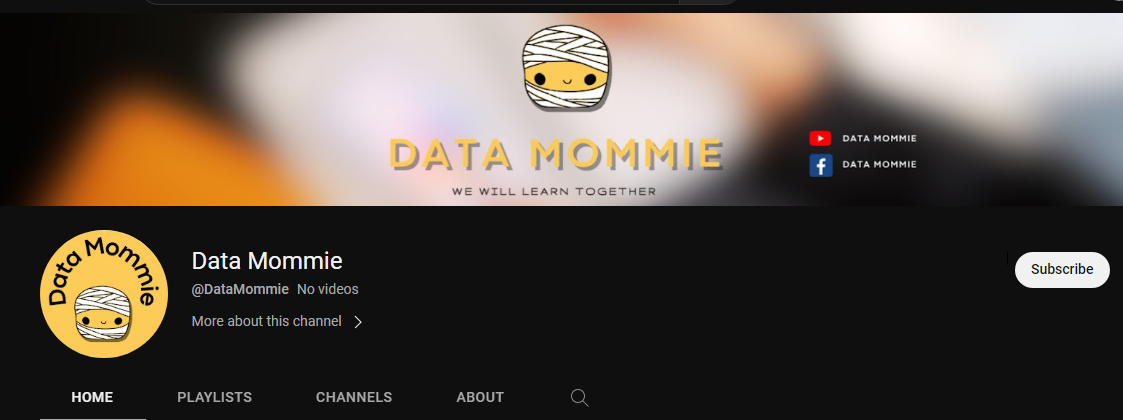 DATA MOMMIE
WE WILL LEARN TOGETHER
DATA MOMMIE
DATA MOMMIE
Data Mommie
Data Mommie
@DataMommie No videos
More about this channel
Subscribe
HOME PLAYLISTS CHANNELS ABOUT